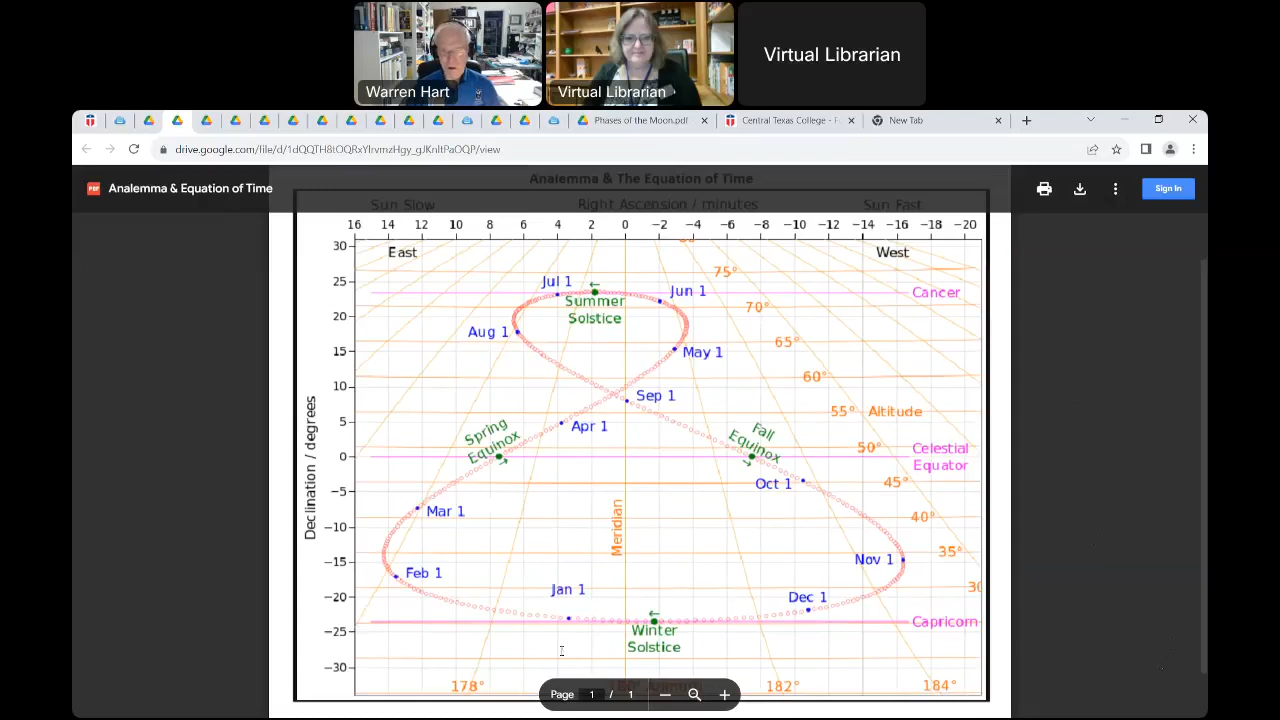 Virtual Librarian
Warren Hart
Virtual Librarian
Phases of the Moon.pdf
Central Texas College - F
New Tab
drive.google.com/file/d/1dQQTH8tOQRxYlrvmzHgy_gJKnltPaOQP/view
PDF
Analemma & Equation of Time
Analemma & The Equation of Time
Sign In
Sun Slow
Right Ascension / minutes
Sun Fast
16 14 12 10 8 6 4 2 0 −2 −4 −6 −8 −10 −12 −14 −16 −18 −20
30
East
West
75°
25
Jul 1
Jun 1
Cancer
Summer
Solstice
70°
20
Aug 1
65°
15
May 1
60°
10
Sep 1
55°
Altitude
5
Apr 1
Spring
Equinox
Fall
Equinox
50°
Celestial
Equator
0
Declination / degrees
45°
−5
Oct 1
Mar 1
40°
−10
Meridian
35°
−15
Nov 1
Feb 1
30
−20
Jan 1
Dec 1
Capricorn
−25
Winter
Solstice
−30
178°
182°
184°
Page 1 / 1